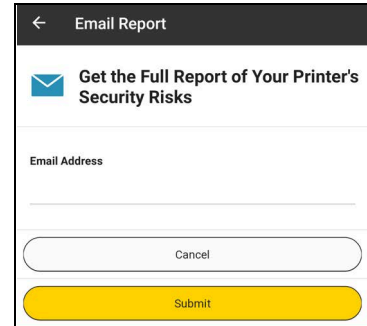 Email Report
Get the Full Report of Your Printer's
Security Risks
Email Address
Cancel
Submit